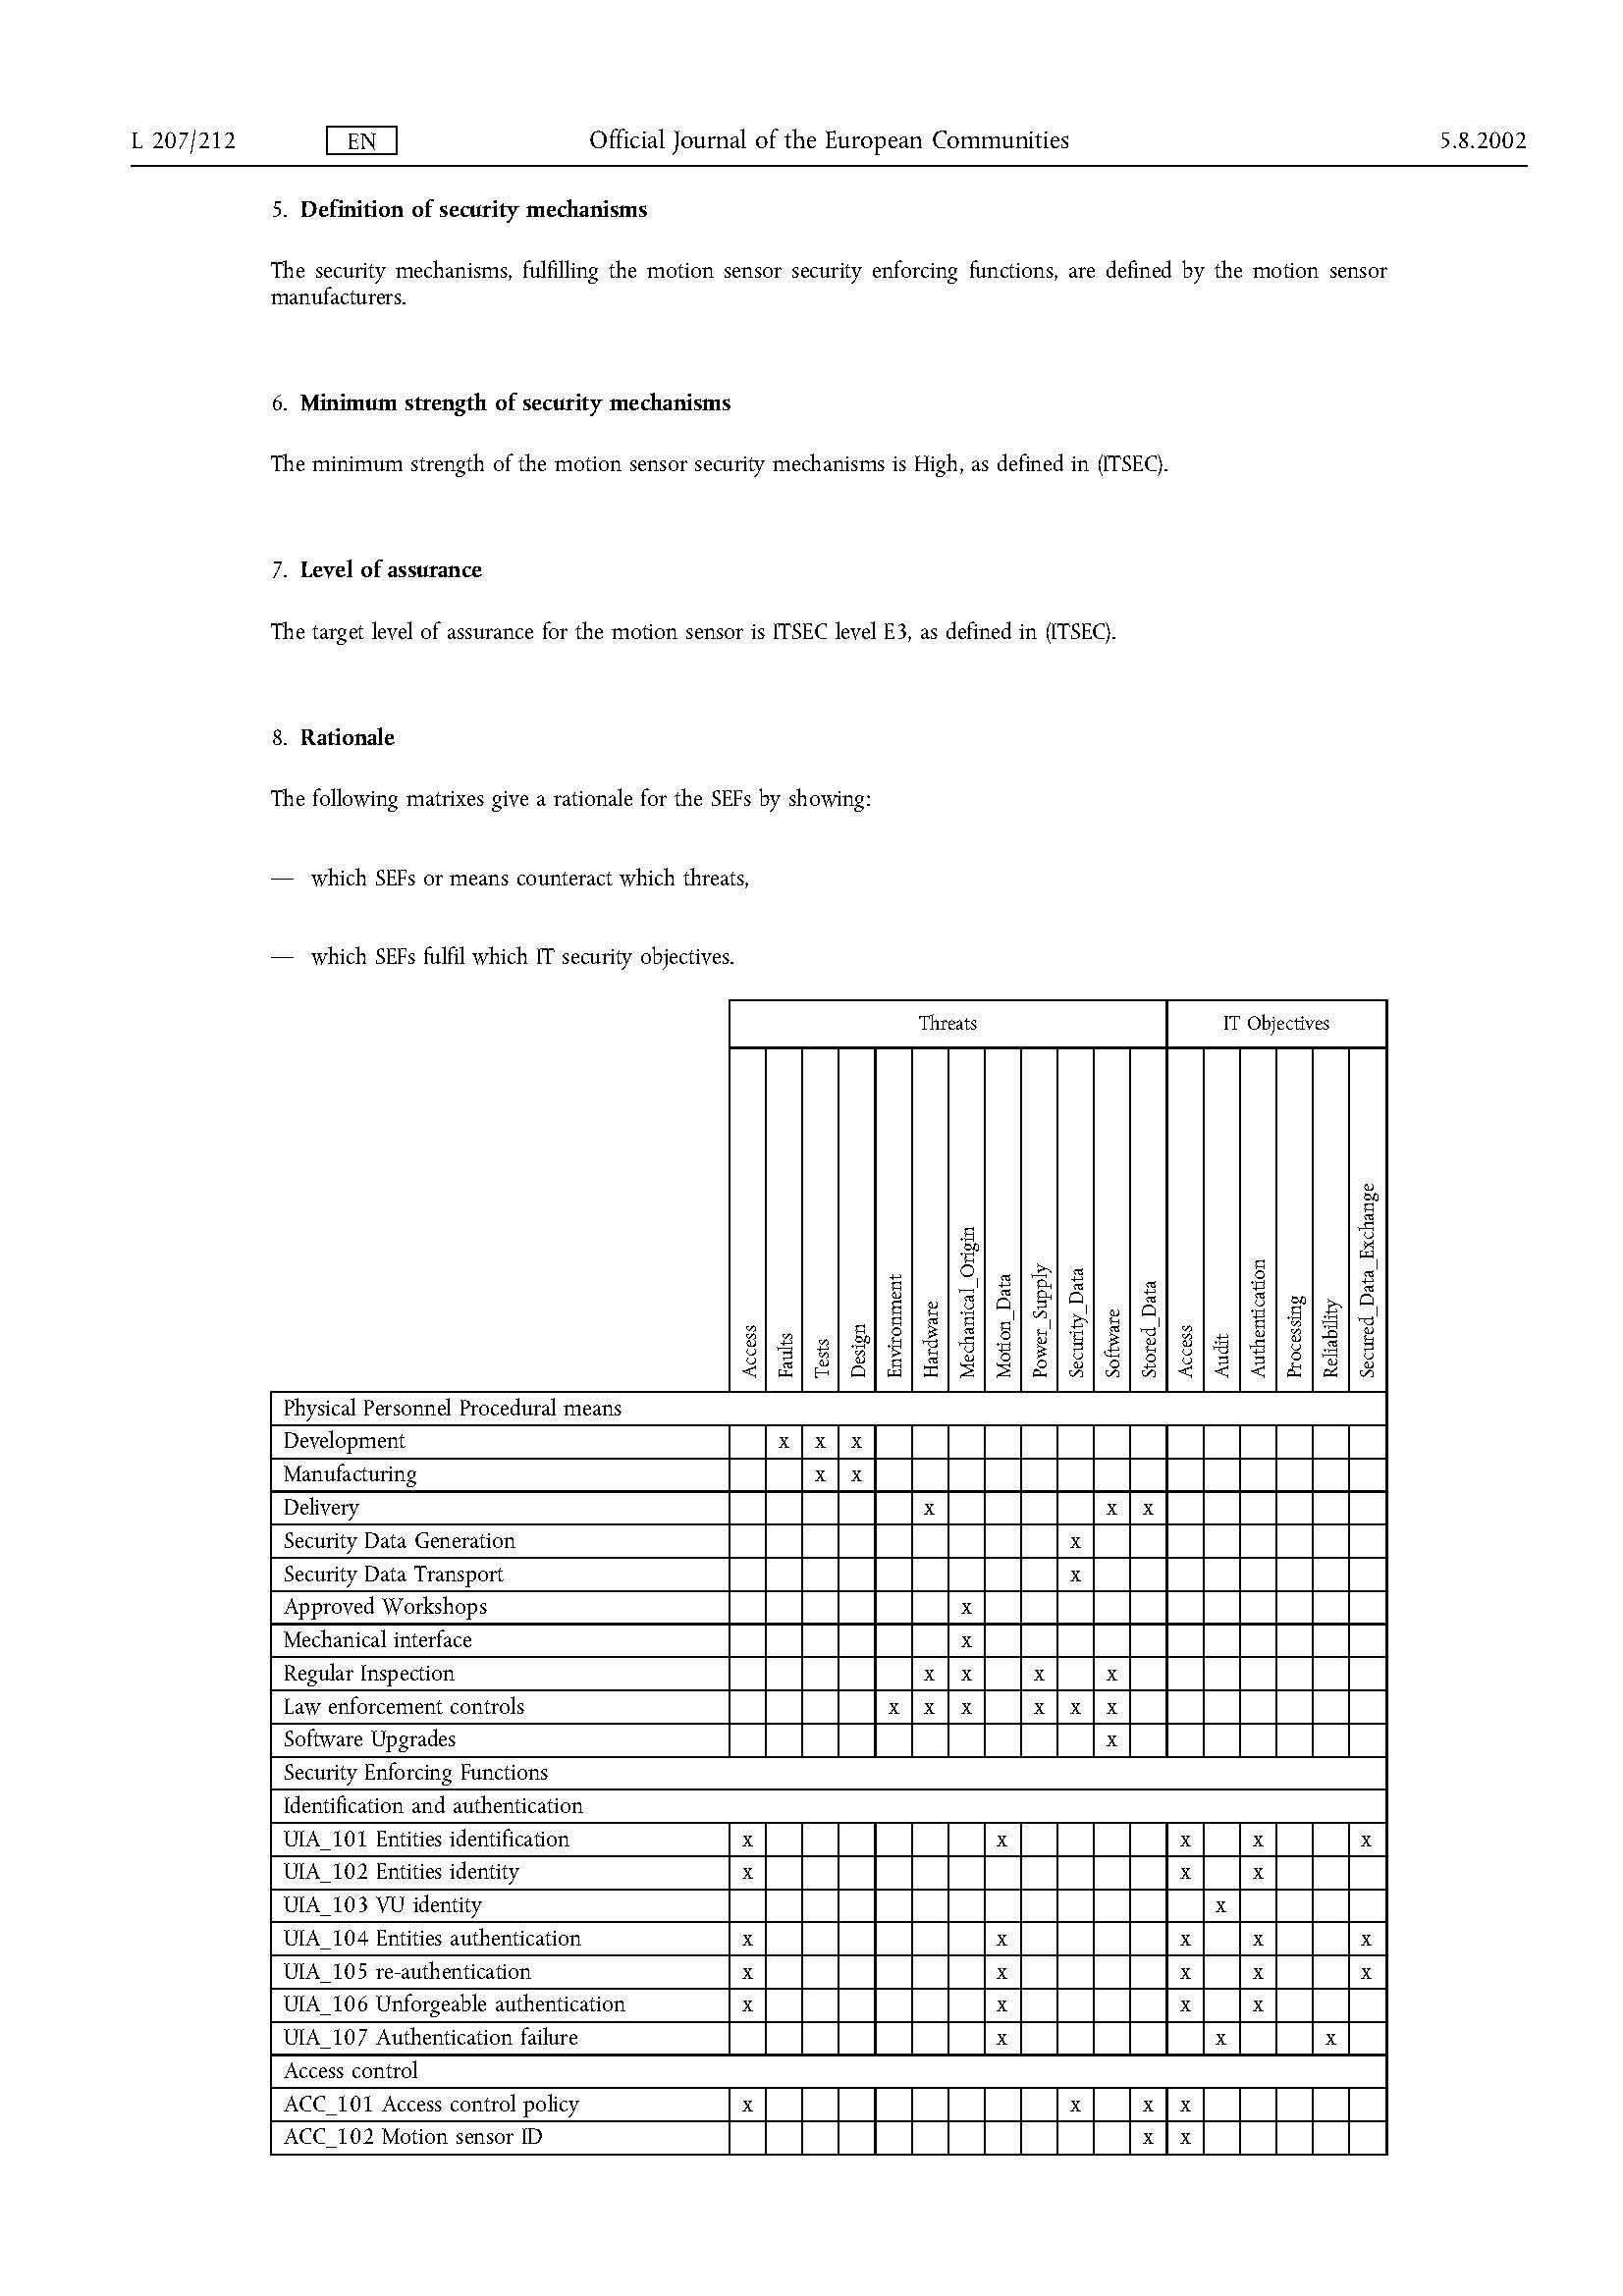 L 207/212 EN Official Journal of the European Communities 5.8.2002
5. Definition of security mechanisms
The security mechanisms, fulfilling the motion sensor security enforcing functions, are defined by the motion sensor
manufacturers.
6. Minimum strength of security mechanisms
The minimum strength of the motion sensor security mechanisms is High, as defined in (ITSEC).
7. Level of assurance
The target level of assurance for the motion sensor is ITSEC level E3, as defined in (ITSEC).
8. Rationale
The following matrixes give a rationale for the SEFs by showing:
— which SEFs or means counteract which threats,
— which SEFs fulfil which IT security objectives.
Threats IT Objectives
Access Faults Tests Design Environment Hardware Mechanical_Origin Motion_Data Power_Supply Security_Data Software Stored_Data Access Audit Authentication Processing Reliability Secured_Data_Exchange
Physical Personnel Procedural means
Development x x x
Manufacturing x x
Delivery x x x
Security Data Generation x
Security Data Transport x
Approved Workshops x
Mechanical interface x
Regular Inspection x x x x
Law enforcement controls x x x x x x
Software Upgrades x
Security Enforcing Functions
Identification and authentication
UIA_101 Entities identification x x x x x
UIA_102 Entities identity x x x
UIA_103 VU identity x
UIA_104 Entities authentication x x x x x
UIA_105 re-authentication x x x x x
UIA_106 Unforgeable authentication x x x x
UIA_107 Authentication failure x x x
Access control
ACC_101 Access control policy x x x x
ACC_102 Motion sensor ID x x